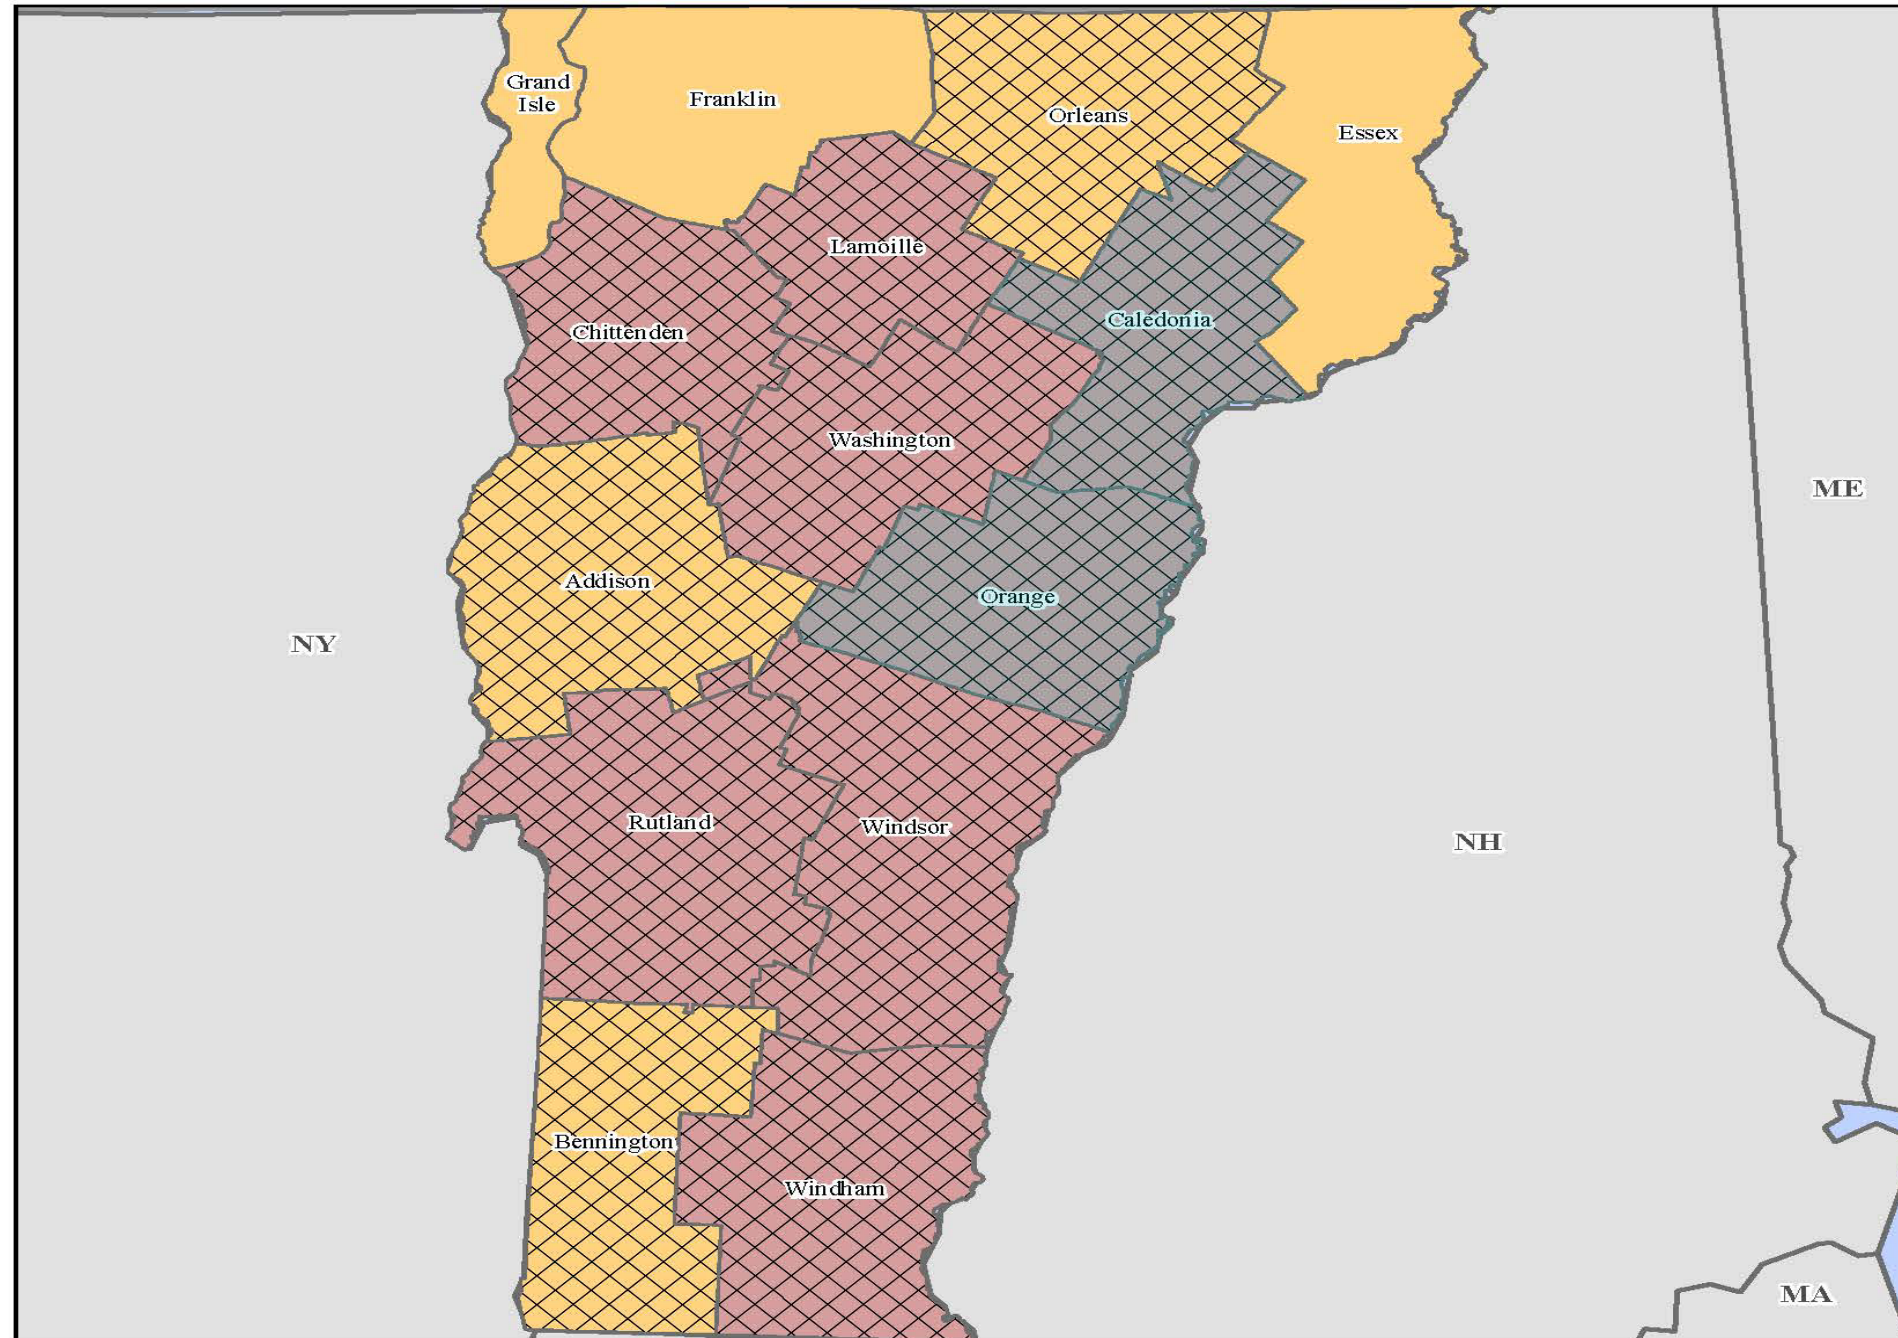 Grand
Isle
Franklin
Orleans
Essex
Lamoille
Chittenden
Caledonia
Washington
ME
Addison
Orange
NY
Rutland
Windsor
NH
Bennington
Windham
MA